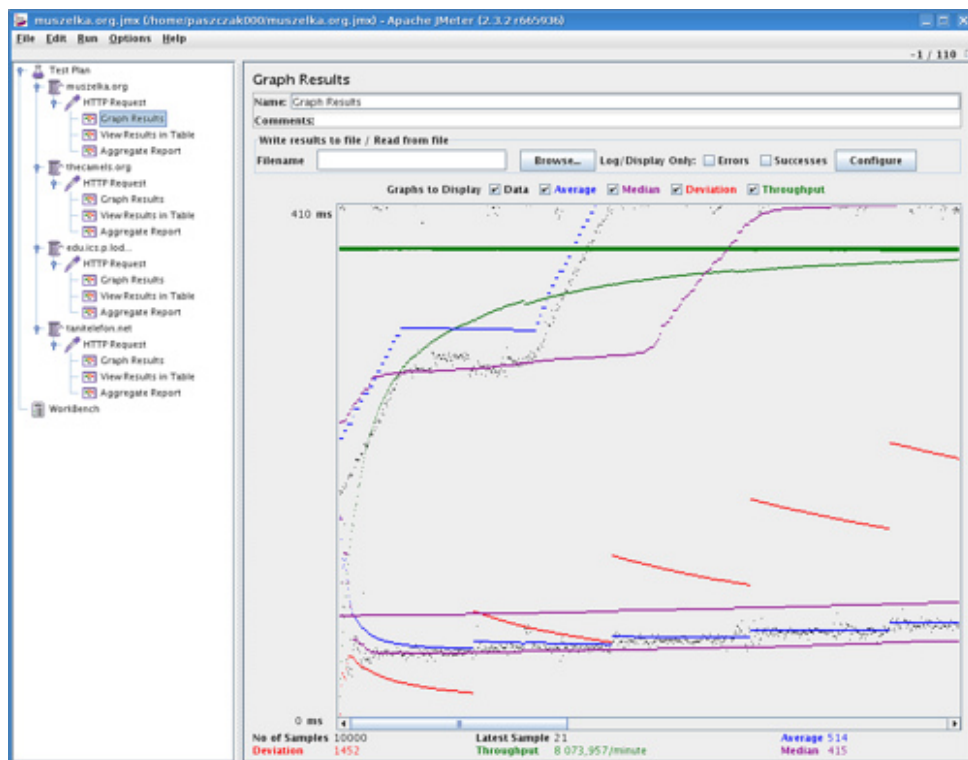 muszelka.org.jmx (/home/paszczak000/muszelka.org.jmx) - Apache JMeter (2.3.2 r665936)
File Edit Run Options Help
-1 / 110
Test Plan
muszelka.org
HTTP Request
Graph Results
View Results in Table
Aggregate Report
thecamels.org
HTTP Request
Graph Results
View Results in Table
Aggregate Report
edu.ics.p.lod...
HTTP Request
Graph Results
View Results in Table
Aggregate Report
tanitelefon.net
HTTP Request
Graph Results
View Results in Table
Aggregate Report
WorkBench
Graph Results
Name: Graph Results
Comments:
Write results to file / Read from file
Filename Browse... Log/Display Only: Errors Successes Configure
Graphs to Display Data Average Median Deviation Throughput
410 ms
0 ms
No of Samples 10000 Latest Sample 21 Average 514
Deviation 1452 Throughput 8 073,957/minute Median 415